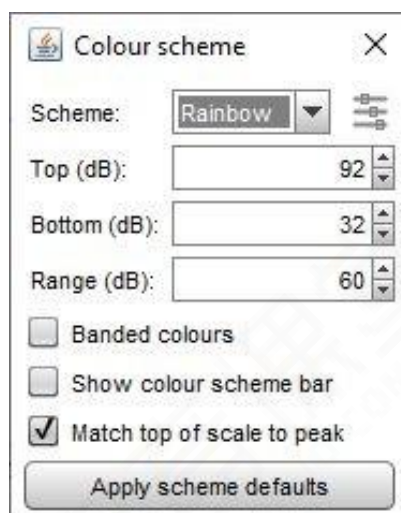 Colour scheme
Scheme: Rainbow
Top (dB): 92
Bottom (dB): 32
Range (dB): 60
Banded colours
Show colour scheme bar
Match top of scale to peak
Apply scheme defaults